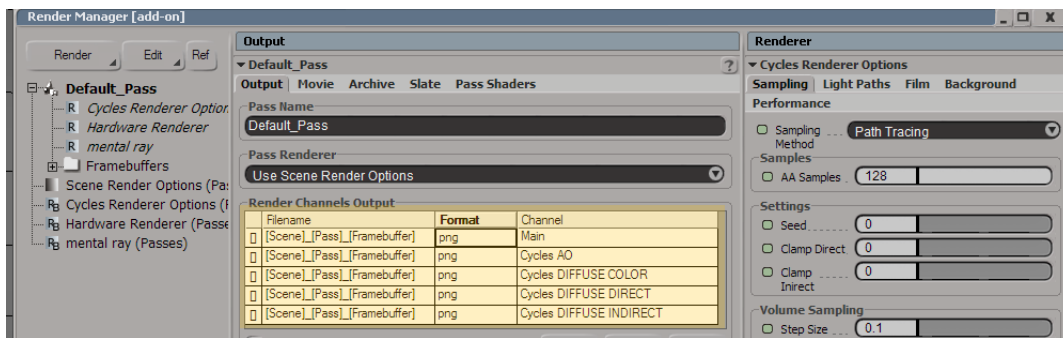 Render Manager [add-on]
Render Edit Ref
Default_Pass
R Cycles Renderer Option
R Hardware Renderer
R mental ray
Framebuffers
Scene Render Options (Pa
Cycles Renderer Options (
Hardware Renderer (Passe
mental ray (Passes)
Output
Default_Pass
?
Output Movie Archive Slate Pass Shaders
Pass Name
Default_Pass
Pass Renderer
Use Scene Render Options
Render Channels Output
Filename Format Channel
[Scene]_[Pass]_[Framebuffer] png Main
[Scene]_[Pass]_[Framebuffer] png Cycles AO
[Scene]_[Pass]_[Framebuffer] png Cycles DIFFUSE COLOR
[Scene]_[Pass]_[Framebuffer] png Cycles DIFFUSE DIRECT
[Scene]_[Pass]_[Framebuffer] png Cycles DIFFUSE INDIRECT
Renderer
Cycles Renderer Options
Sampling Light Paths Film Background
Performance
Sampling Method Path Tracing
Samples
AA Samples 128
Settings
Seed 0
Clamp Direct 0
Clamp Inirect 0
Volume Sampling
Step Size 0.1